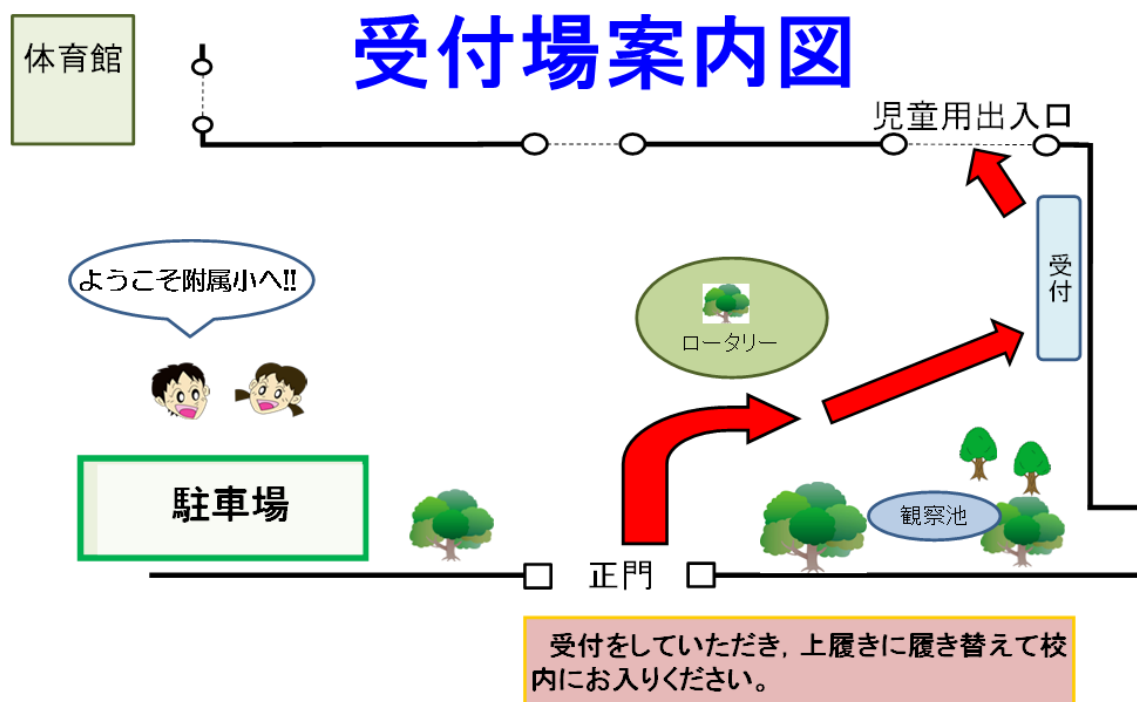 受付場案内図
体育館
児童用出入口
受付
ようこそ附属小へ!!
ロータリー
駐車場
観察池
正門
受付をしていただき,上履きに履き替えて校
内にお入りください。